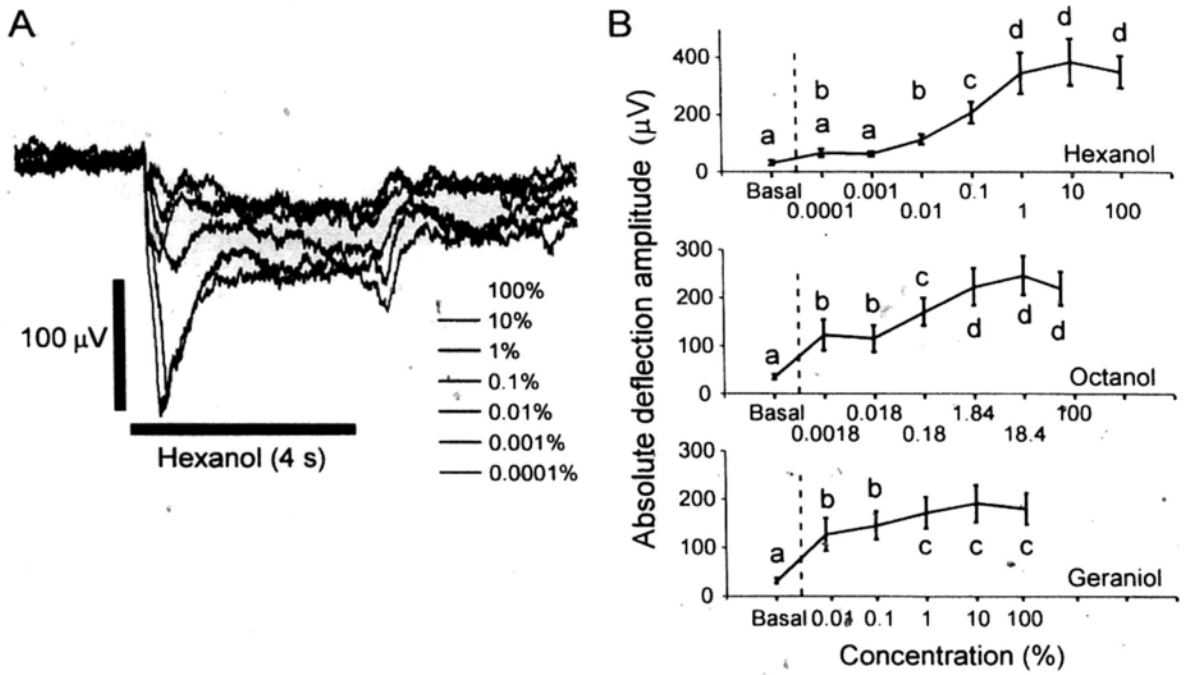 A
100 µV
Hexanol (4 s)
100%
10%
1%
0.1%
0.01%
0.001%
0.0001%
B
Absolute deflection amplitude (µV)
400
200
0
a
b
a
a
b
c
d
d
d
Hexanol
Basal 0.001 0.1 10
0.0001 0.01 1 100
300
200
100
0
a
b
b
c
d
d
d
Octanol
Basal 0.018 1.84 100
0.0018 0.18 18.4
300
200
100
0
a
b
b
c
c
c
Geraniol
Basal 0.01 0.1 1 10 100
Concentration (%)